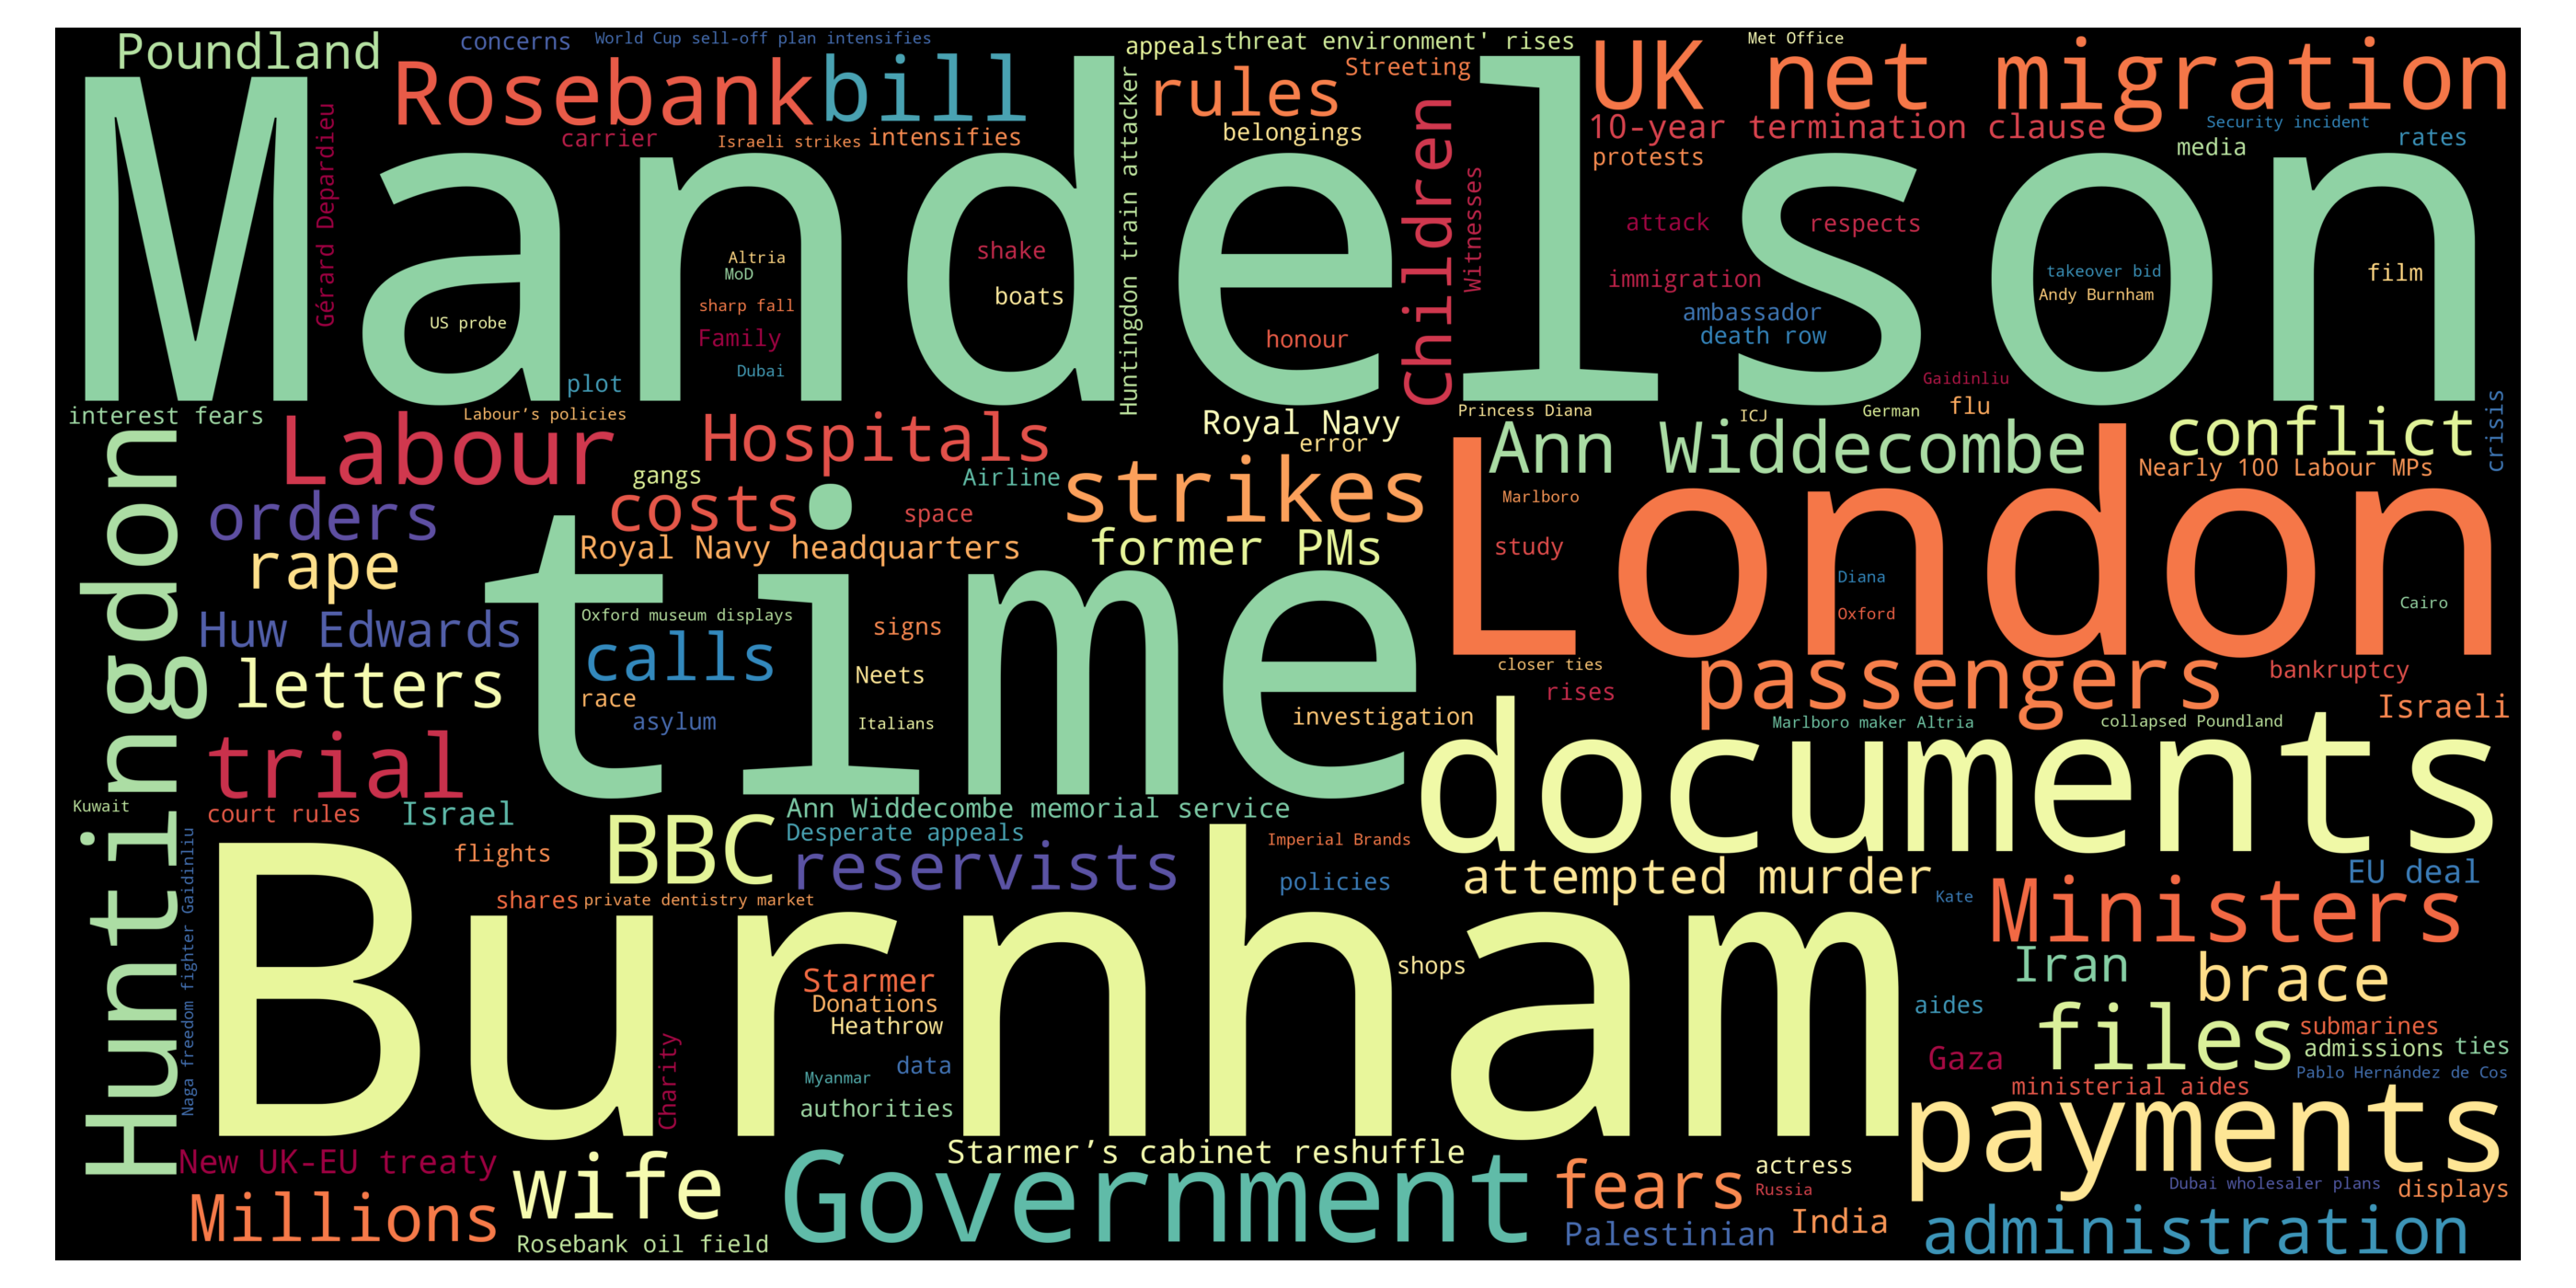 Poundland
concerns
World Cup sell-off plan intensifies
appeals
threat environment' rises
Met Office
Rosebank
bill
rules
Streeting
UK net migration
Mandelson
Gérard Depardieu
carrier
Israeli strikes
intensifies
belongings
Huntingdon train attacker
Children
Witnesses
10-year termination clause
Security incident
rates
protests
media
attack
respects
shake
Altria
MoD
boats
immigration
takeover bid
film
Andy Burnham
US probe
sharp fall
Family
honour
ambassador
death row
Dubai
plot
Gaidinliu
interest fears
Labour’s policies
Princess Diana
ICJ
German
flu
crisis
Labour
Hospitals
Royal Navy
error
Ann Widdecombe
conflict
Huntingdon
gangs
Airline
Nearly 100 Labour MPs
orders
costs
space
strikes
Marlboro
London
rape
Royal Navy headquarters
former PMs
study
time
Diana
Cairo
Huw Edwards
Oxford museum displays
signs
Oxford
calls
letters
Neets
closer ties
passengers
bankruptcy
race
rises
asylum
Italians
investigation
Marlboro maker Altria
collapsed Poundland
Israeli
trial
documents
Kuwait
court rules
Israel
Ann Widdecombe memorial service
BBC
Desperate appeals
Imperial Brands
Naga freedom fighter Gaidinliu
flights
reservists
policies
attempted murder
EU deal
shares
private dentistry market
Kate
Ministers
Burnham
shops
Iran
brace
Starmer
Donations
Heathrow
aides
files
submarines
admissions
ties
Charity
data
Myanmar
authorities
Gaza
Pablo Hernández de Cos
ministerial aides
payments
New UK-EU treaty
wife
Starmer’s cabinet reshuffle
Government
fears
actress
Russia
Dubai wholesaler plans
displays
Millions
Rosebank oil field
Palestinian
India
administration